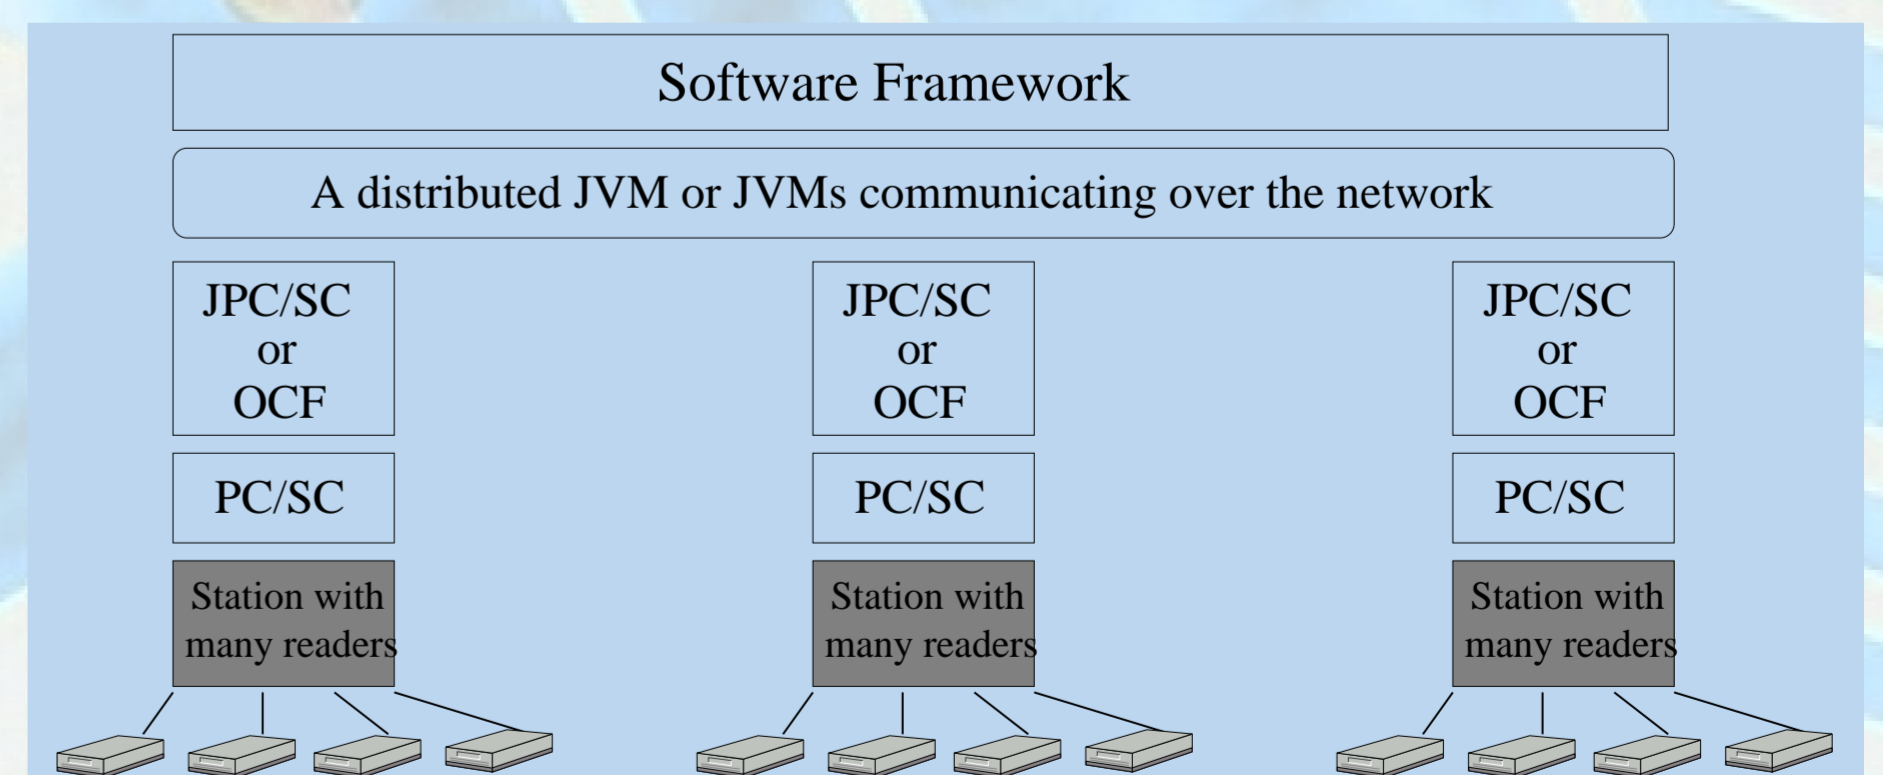 Software Framework
A distributed JVM or JVMs communicating over the network
JPC/SC
or
OCF
JPC/SC
or
OCF
JPC/SC
or
OCF
PC/SC
PC/SC
PC/SC
Station with
many readers
Station with
many readers
Station with
many readers